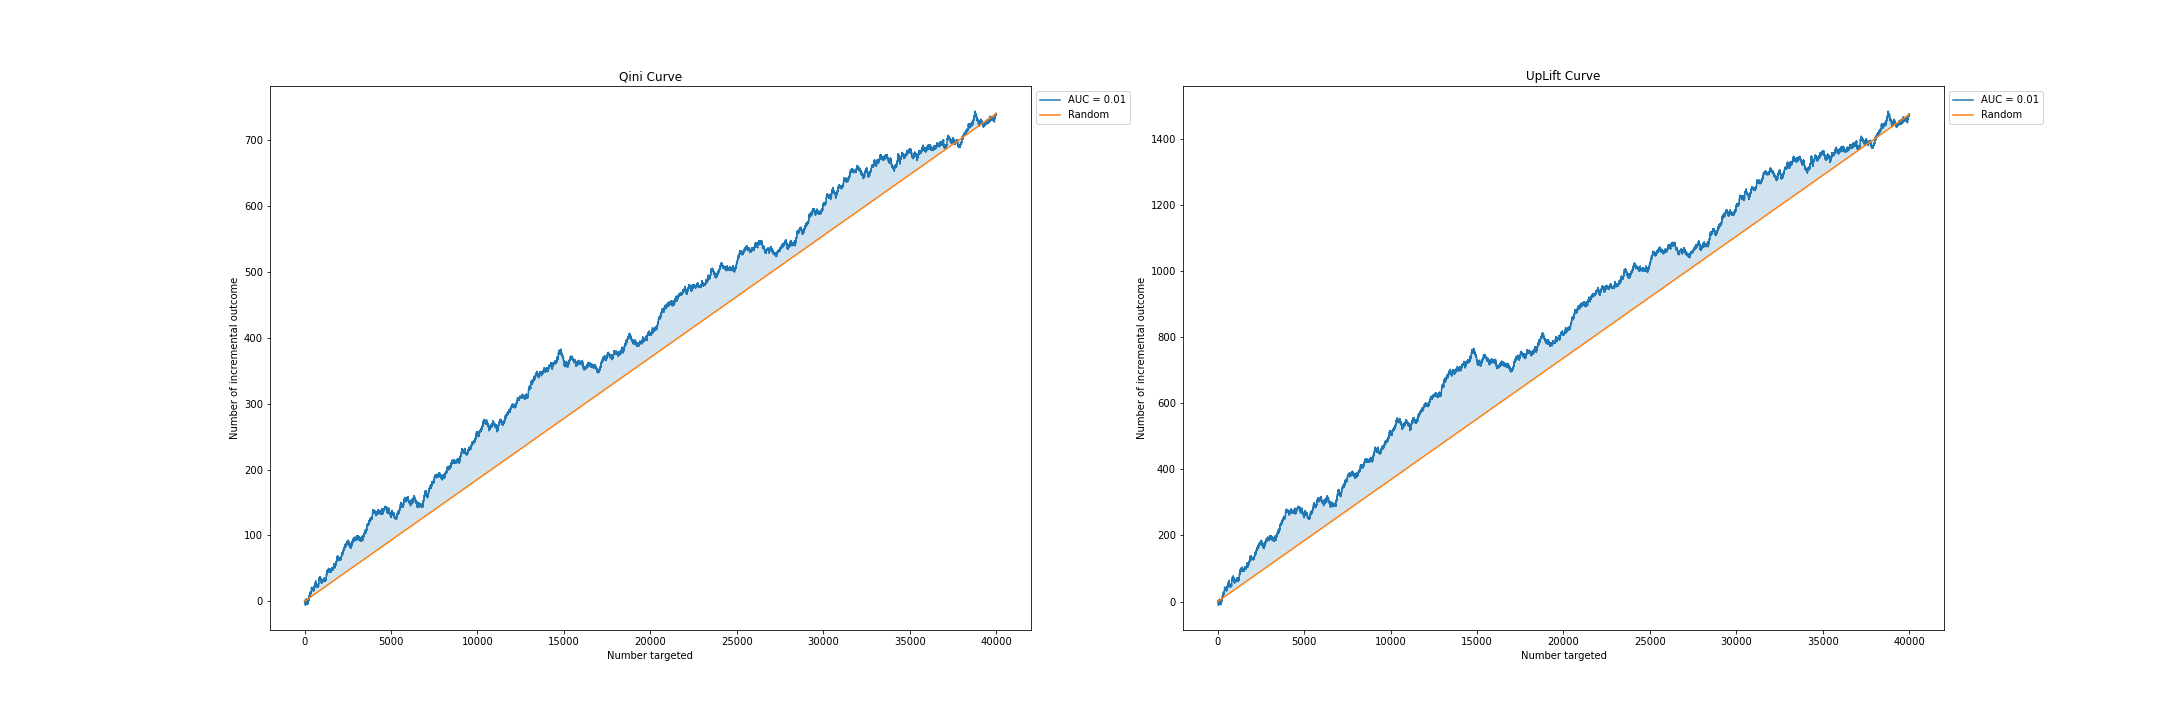 Qini Curve
AUC = 0.01
Random
700
600
500
400
300
200
100
0
Number of incremental outcome
0 5000 10000 15000 20000 25000 30000 35000 40000
Number targeted
UpLift Curve
AUC = 0.01
Random
1400
1200
1000
800
600
400
200
0
Number of incremental outcome
0 5000 10000 15000 20000 25000 30000 35000 40000
Number targeted